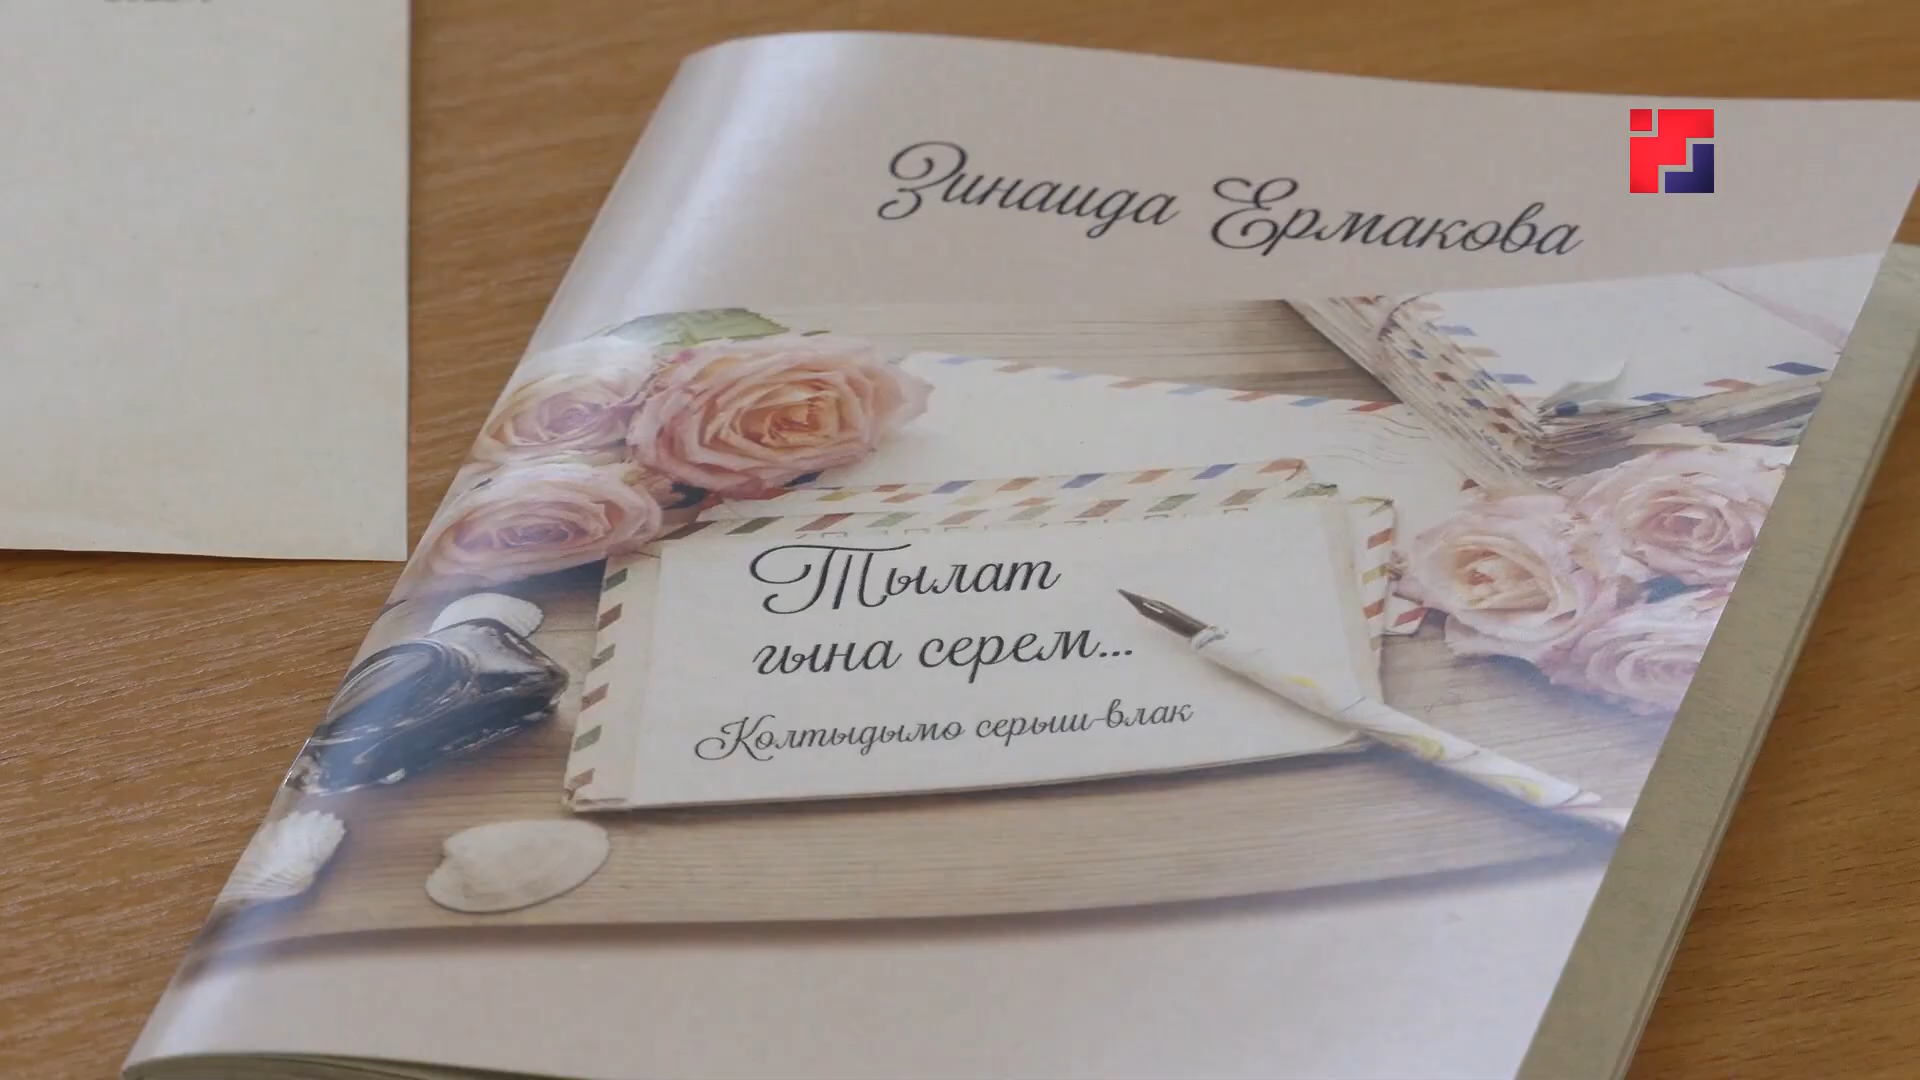 Зинаида Ермакова
Тылат
гына серем...
Колтыдымо серыш-влак